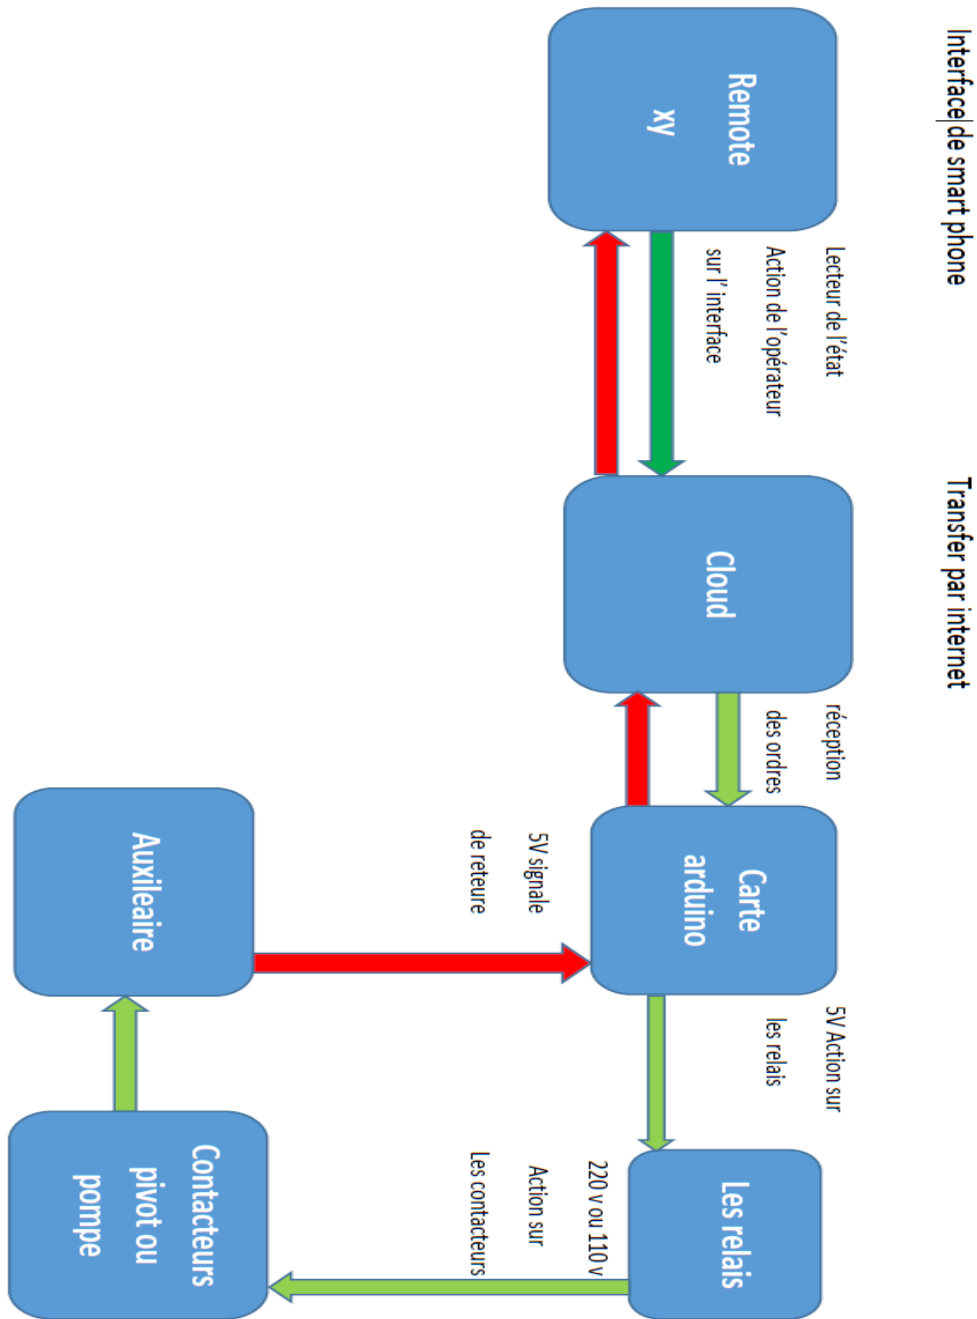 Interface de smart phone
Transfer par internet
Remote
xy
Lecteur de l'état
Action de l'opérateur
sur l' interface
Cloud
réception
des ordres
Carte
arduino
5V Action sur
les relais
Les relais
5V signale
de reteure
220 v ou 110 v
Action sur
Les contacteurs
Auxileaire
Contacteurs
pivot ou
pompe